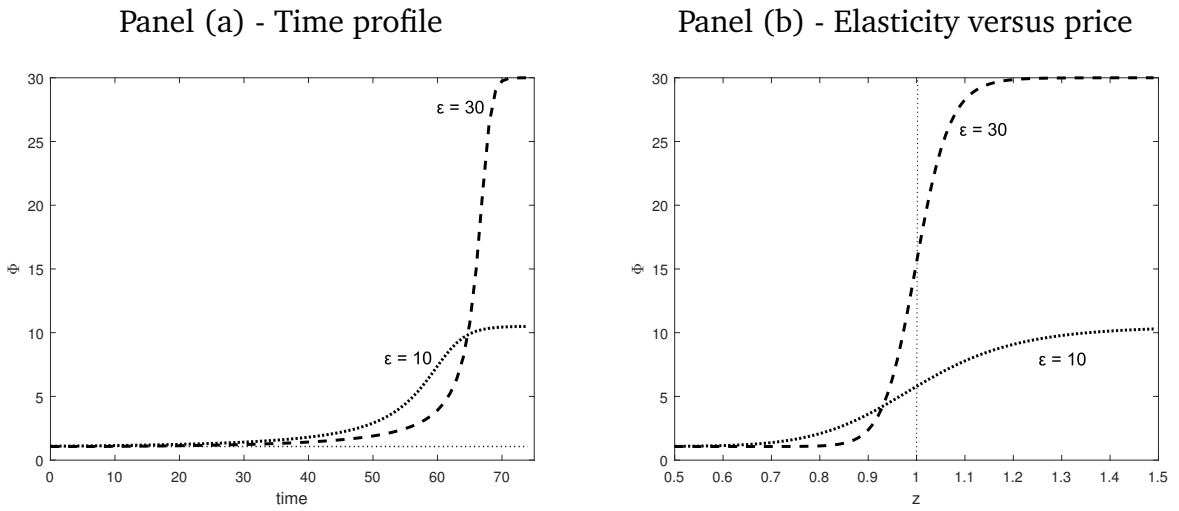 Panel (a) - Time profile
30
25
20
15
10
5
0
Φ
ε = 30
ε = 10
0 10 20 30 40 50 60 70
time
Panel (b) - Elasticity versus price
30
25
20
15
10
5
0
Φ
ε = 30
ε = 10
0.5 0.6 0.7 0.8 0.9 1 1.1 1.2 1.3 1.4 1.5
z